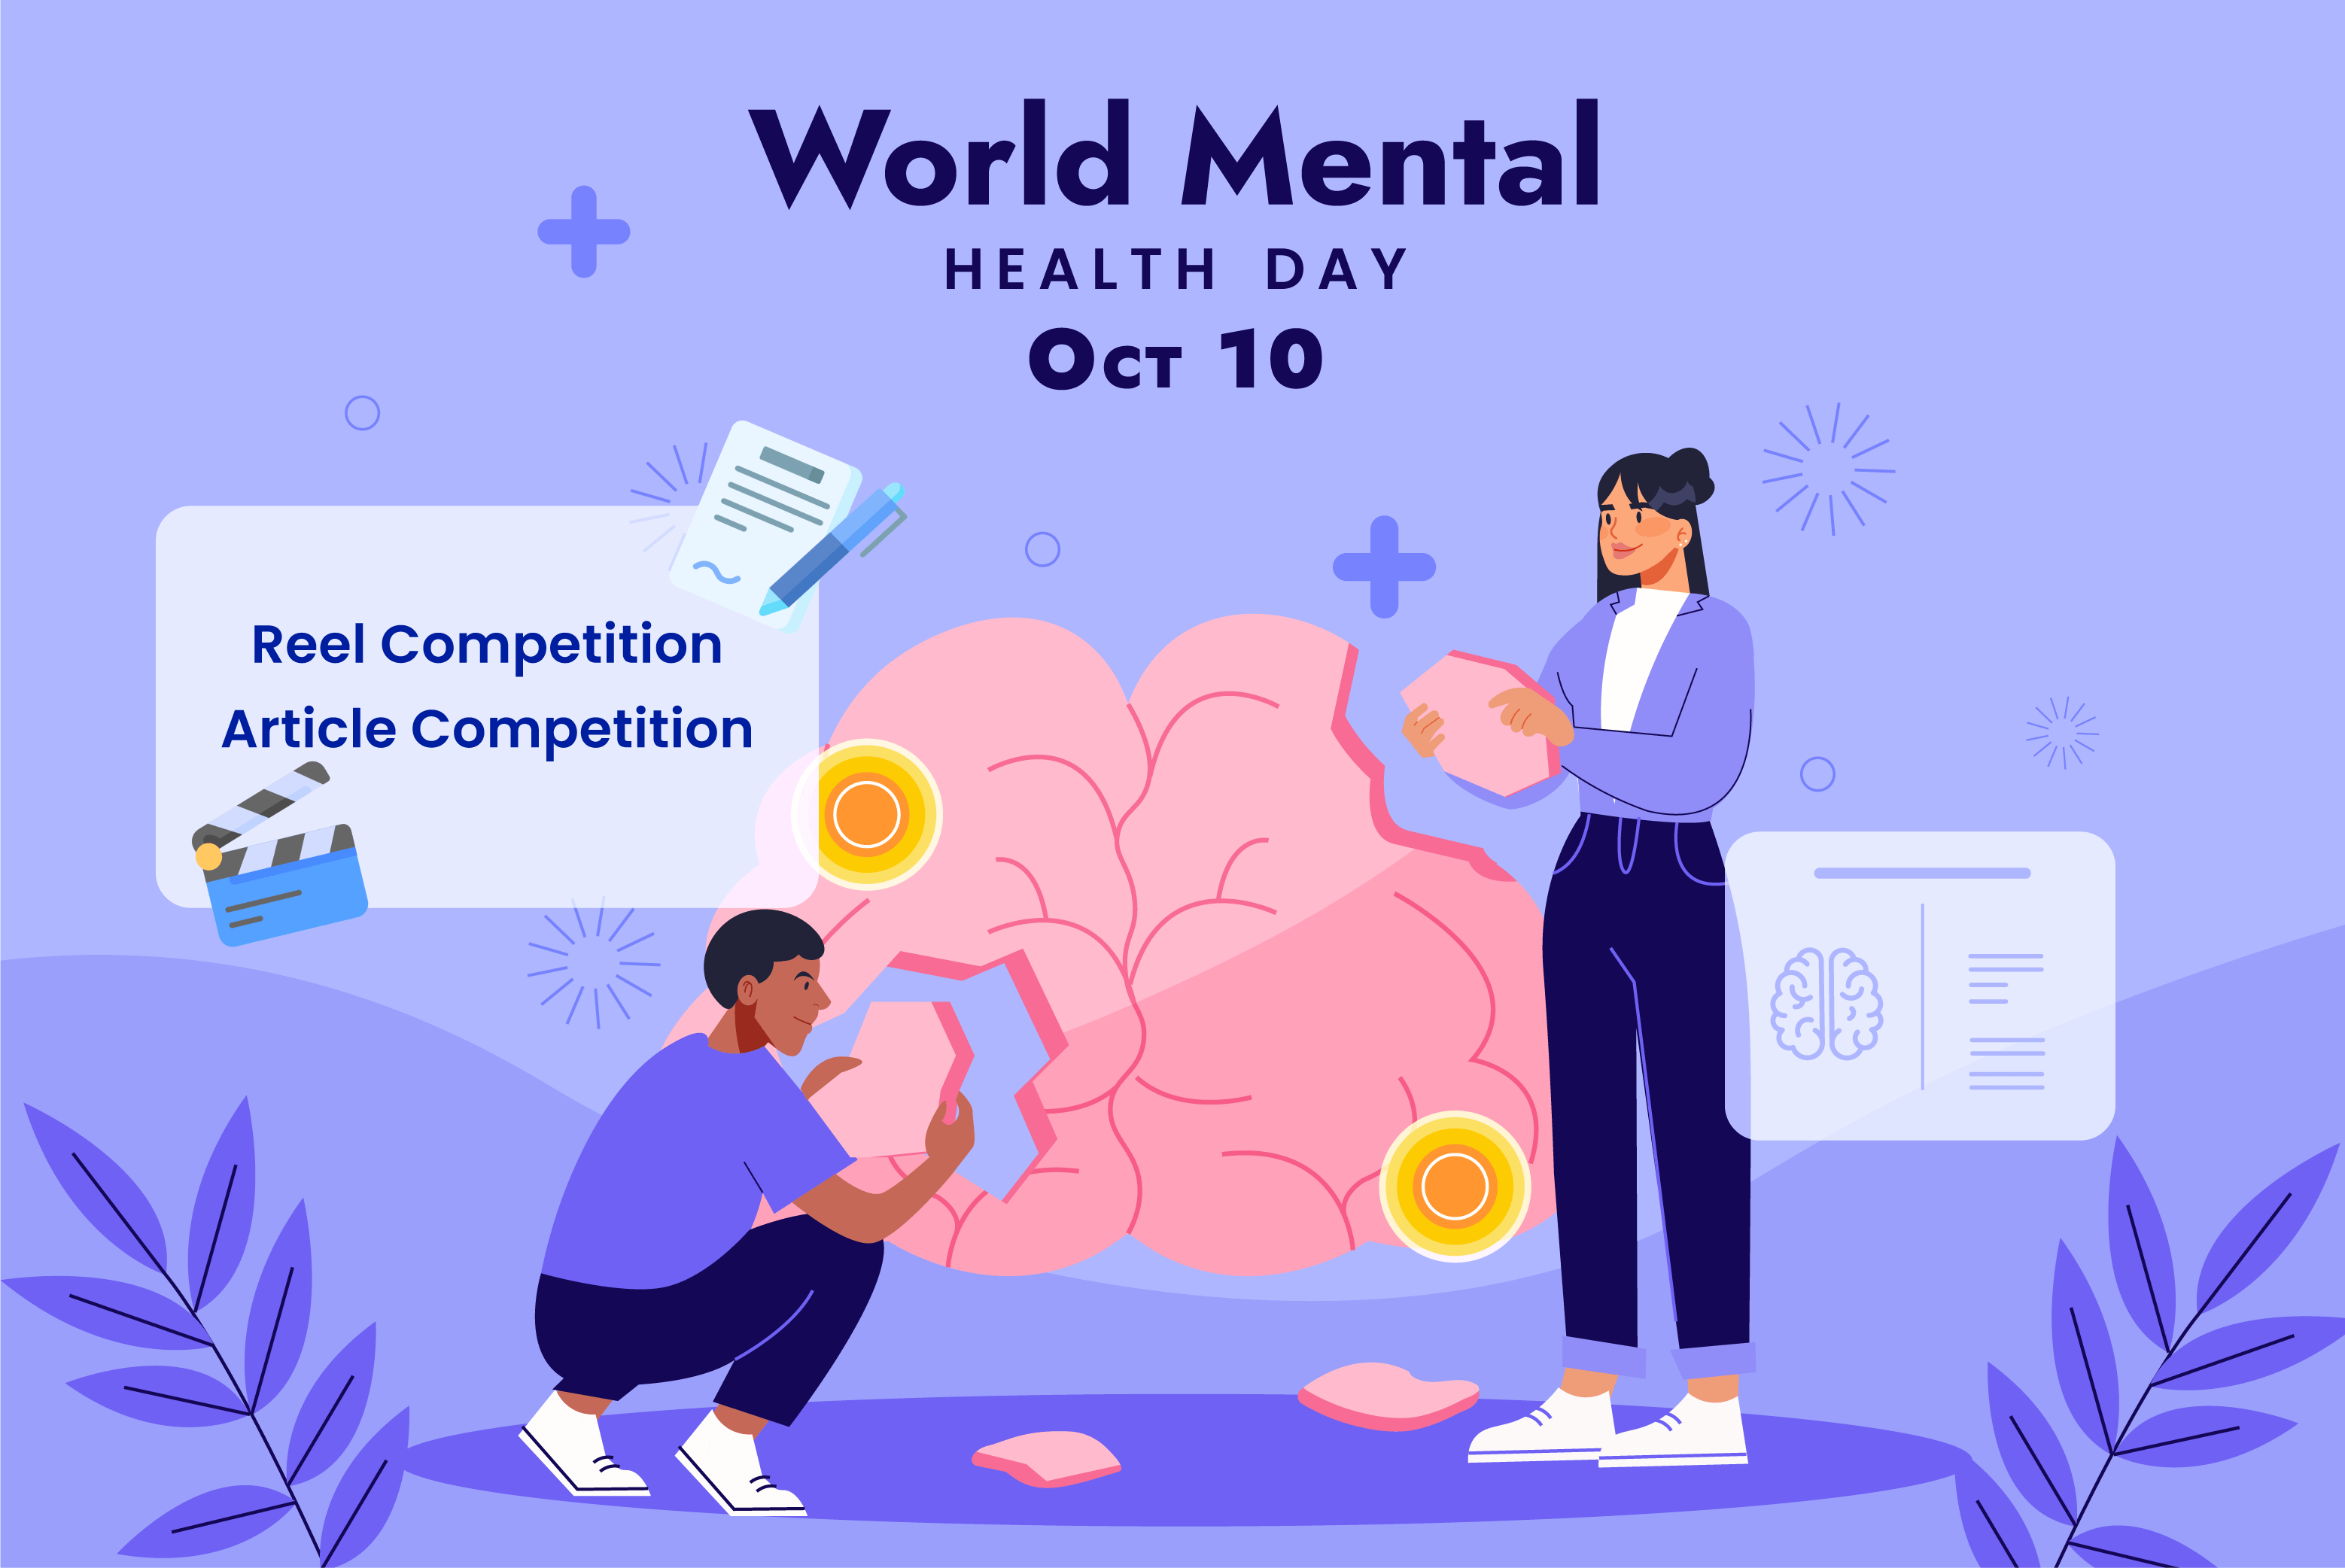 World Mental
HEALTH DAY
Oct 10
Reel Competition
Article Competition